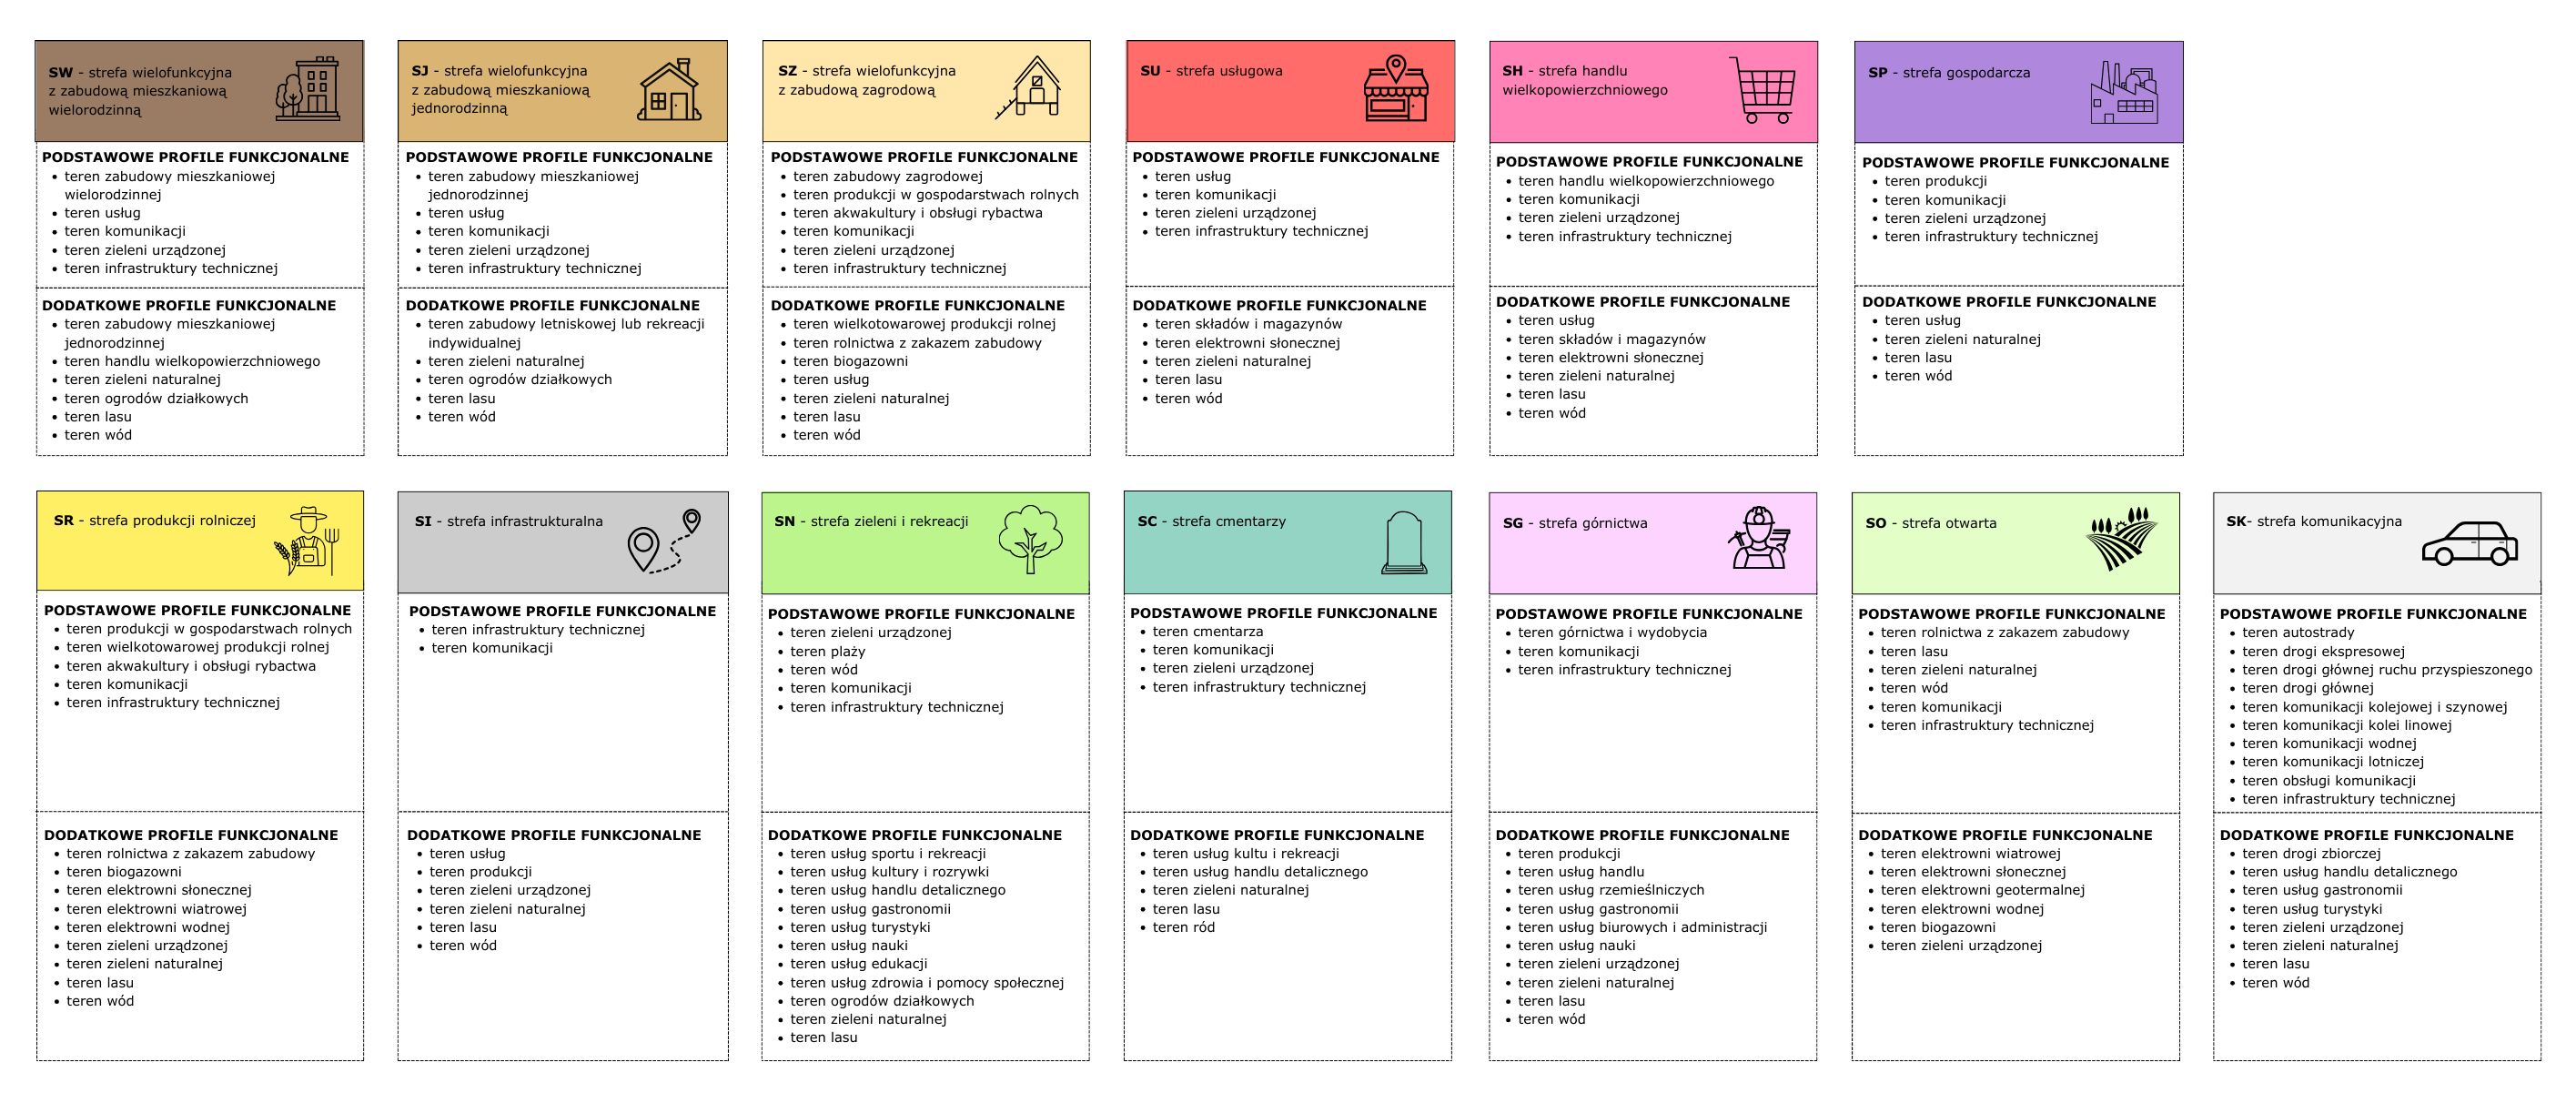 SW - strefa wielofunkcyjna
z zabudową mieszkaniową
wielorodzinną
PODSTAWOWE PROFILE FUNKCJONALNE
• teren zabudowy mieszkaniowej
wielorodzinnej
• teren usług
• teren komunikacji
• teren zieleni urządzonej
• teren infrastruktury technicznej
DODATKOWE PROFILE FUNKCJONALNE
• teren zabudowy mieszkaniowej
jednorodzinnej
• teren handlu wielkopowierzchniowego
• teren zieleni naturalnej
• teren ogrodów działkowych
• teren lasu
• teren wód
SJ - strefa wielofunkcyjna
z zabudową mieszkaniową
jednorodzinną
PODSTAWOWE PROFILE FUNKCJONALNE
• teren zabudowy mieszkaniowej
jednorodzinnej
• teren usług
• teren komunikacji
• teren zieleni urządzonej
• teren infrastruktury technicznej
DODATKOWE PROFILE FUNKCJONALNE
• teren zabudowy letniskowej lub rekreacji
indywidualnej
• teren zieleni naturalnej
• teren ogrodów działkowych
• teren lasu
• teren wód
SZ - strefa wielofunkcyjna
z zabudową zagrodową
PODSTAWOWE PROFILE FUNKCJONALNE
• teren zabudowy zagrodowej
• teren produkcji w gospodarstwach rolnych
• teren akwakultury i obsługi rybactwa
• teren komunikacji
• teren zieleni urządzonej
• teren infrastruktury technicznej
DODATKOWE PROFILE FUNKCJONALNE
• teren wielkotowarowej produkcji rolnej
• teren rolnictwa z zakazem zabudowy
• teren biogazowni
• teren usług
• teren zieleni naturalnej
• teren lasu
• teren wód
SU - strefa usługowa
PODSTAWOWE PROFILE FUNKCJONALNE
• teren usług
• teren komunikacji
• teren zieleni urządzonej
• teren infrastruktury technicznej
DODATKOWE PROFILE FUNKCJONALNE
• teren składów i magazynów
• teren elektrowni słonecznej
• teren zieleni naturalnej
• teren lasu
• teren wód
SH - strefa handlu
wielkopowierzchniowego
PODSTAWOWE PROFILE FUNKCJONALNE
• teren handlu wielkopowierzchniowego
• teren komunikacji
• teren zieleni urządzonej
• teren infrastruktury technicznej
DODATKOWE PROFILE FUNKCJONALNE
• teren usług
• teren składów i magazynów
• teren elektrowni słonecznej
• teren zieleni naturalnej
• teren lasu
• teren wód
SP - strefa gospodarcza
PODSTAWOWE PROFILE FUNKCJONALNE
• teren produkcji
• teren komunikacji
• teren zieleni urządzonej
• teren infrastruktury technicznej
DODATKOWE PROFILE FUNKCJONALNE
• teren usług
• teren zieleni naturalnej
• teren lasu
• teren wód
SR - strefa produkcji rolniczej
PODSTAWOWE PROFILE FUNKCJONALNE
• teren produkcji w gospodarstwach rolnych
• teren wielkotowarowej produkcji rolnej
• teren akwakultury i obsługi rybactwa
• teren komunikacji
• teren infrastruktury technicznej
DODATKOWE PROFILE FUNKCJONALNE
• teren rolnictwa z zakazem zabudowy
• teren biogazowni
• teren elektrowni słonecznej
• teren elektrowni wiatrowej
• teren elektrowni wodnej
• teren zieleni urządzonej
• teren zieleni naturalnej
• teren lasu
• teren wód
SI - strefa infrastrukturalna
PODSTAWOWE PROFILE FUNKCJONALNE
• teren infrastruktury technicznej
• teren komunikacji
DODATKOWE PROFILE FUNKCJONALNE
• teren usług
• teren produkcji
• teren zieleni urządzonej
• teren zieleni naturalnej
• teren lasu
• teren wód
SN - strefa zieleni i rekreacji
PODSTAWOWE PROFILE FUNKCJONALNE
• teren zieleni urządzonej
• teren plaży
• teren wód
• teren komunikacji
• teren infrastruktury technicznej
DODATKOWE PROFILE FUNKCJONALNE
• teren usług sportu i rekreacji
• teren usług kultury i rozrywki
• teren usług handlu detalicznego
• teren usług gastronomii
• teren usług turystyki
• teren usług nauki
• teren usług edukacji
• teren usług zdrowia i pomocy społecznej
• teren ogrodów działkowych
• teren zieleni naturalnej
• teren lasu
SC - strefa cmentarzy
PODSTAWOWE PROFILE FUNKCJONALNE
• teren cmentarza
• teren komunikacji
• teren zieleni urządzonej
• teren infrastruktury technicznej
DODATKOWE PROFILE FUNKCJONALNE
• teren usług kultu i rekreacji
• teren usług handlu detalicznego
• teren zieleni naturalnej
• teren lasu
• teren ród
SG - strefa górnictwa
PODSTAWOWE PROFILE FUNKCJONALNE
• teren górnictwa i wydobycia
• teren komunikacji
• teren infrastruktury technicznej
DODATKOWE PROFILE FUNKCJONALNE
• teren produkcji
• teren usług handlu
• teren usług rzemieślniczych
• teren usług gastronomii
• teren usług biurowych i administracji
• teren usług nauki
• teren zieleni urządzonej
• teren zieleni naturalnej
• teren lasu
• teren wód
SO - strefa otwarta
PODSTAWOWE PROFILE FUNKCJONALNE
• teren rolnictwa z zakazem zabudowy
• teren lasu
• teren zieleni naturalnej
• teren wód
• teren komunikacji
• teren infrastruktury technicznej
DODATKOWE PROFILE FUNKCJONALNE
• teren elektrowni wiatrowej
• teren elektrowni słonecznej
• teren elektrowni geotermalnej
• teren elektrowni wodnej
• teren biogazowni
• teren zieleni urządzonej
SK- strefa komunikacyjna
PODSTAWOWE PROFILE FUNKCJONALNE
• teren autostrady
• teren drogi ekspresowej
• teren drogi głównej ruchu przyspieszonego
• teren drogi głównej
• teren komunikacji kolejowej i szynowej
• teren komunikacji kolei linowej
• teren komunikacji wodnej
• teren komunikacji lotniczej
• teren obsługi komunikacji
• teren infrastruktury technicznej
DODATKOWE PROFILE FUNKCJONALNE
• teren drogi zbiorczej
• teren usług handlu detalicznego
• teren usług gastronomii
• teren usług turystyki
• teren zieleni urządzonej
• teren zieleni naturalnej
• teren lasu
• teren wód